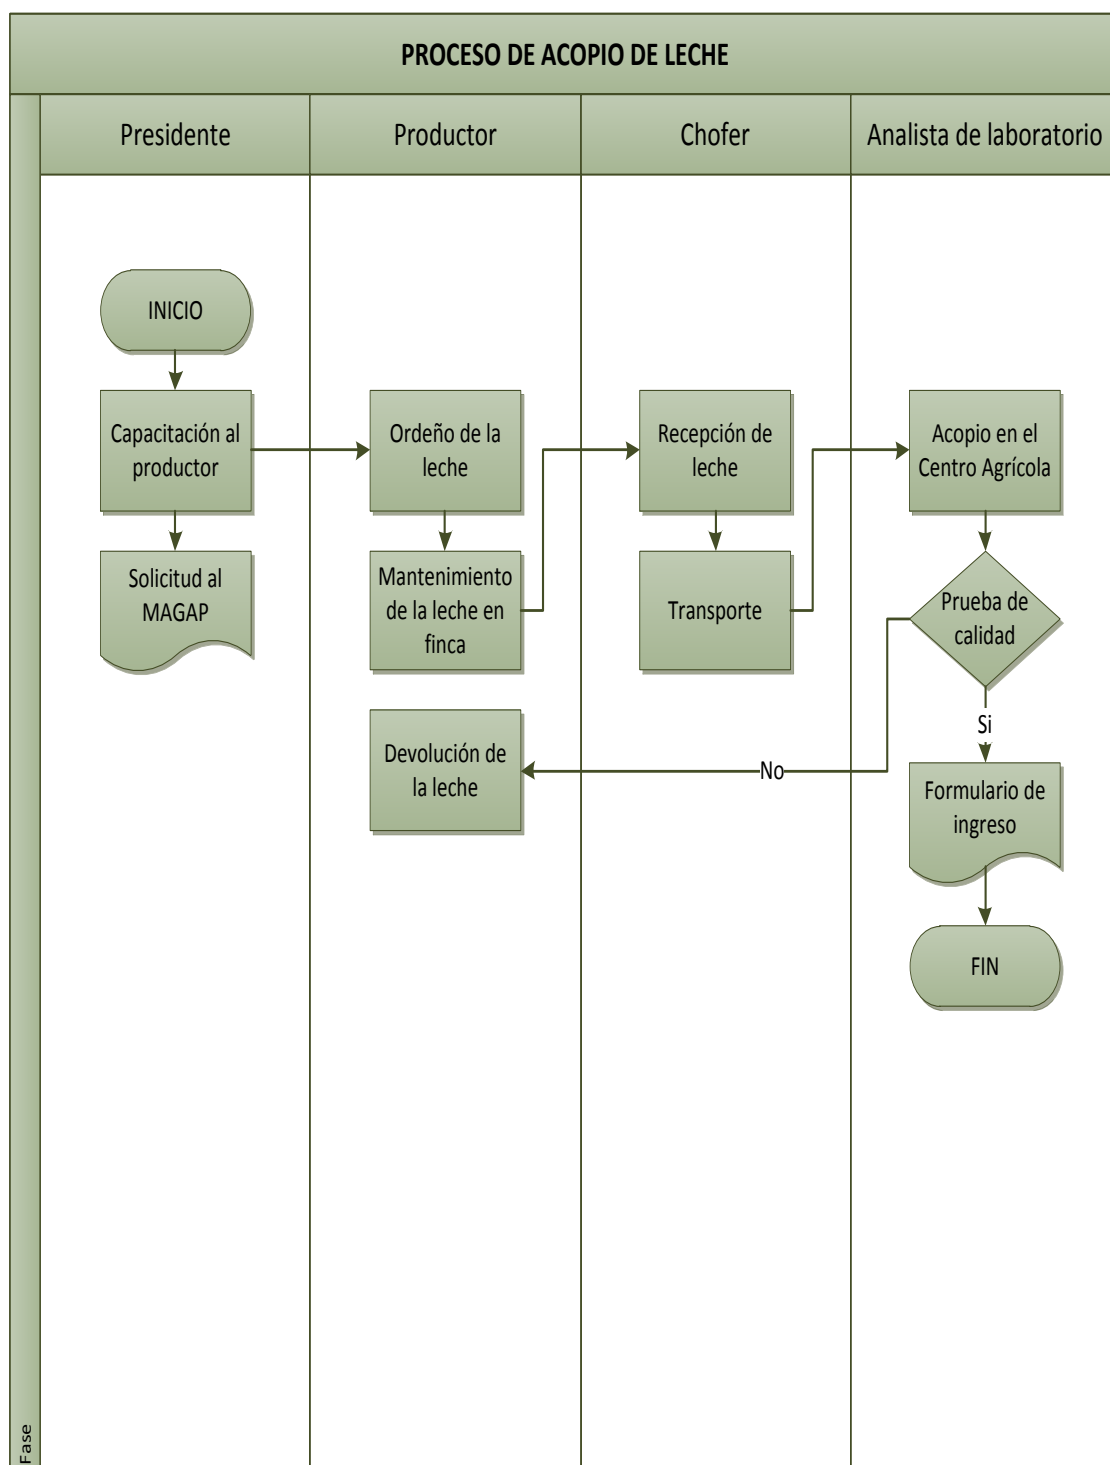 PROCESO DE ACOPIO DE LECHE
Presidente
Productor
Chofer
Analista de laboratorio
INICIO
Capacitación al
productor
Solicitud al
MAGAP
Ordeño de la
leche
Mantenimiento
de la leche en
finca
Devolución de
la leche
Recepción de
leche
Transporte
Acopio en el
Centro Agrícola
Prueba de
calidad
Si
No
Formulario de
ingreso
FIN
Fase